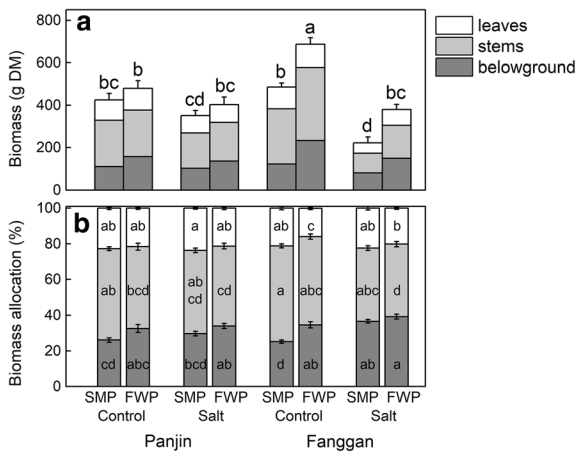 a
leaves
stems
belowground
Biomass (g DM)
800
600
400
200
0
bc b cd bc b a d bc
b
Biomass allocation (%)
100
80
60
40
20
0
ab ab a ab ab c ab b
ab bcd ab cd cd a abc abc d
cd abc bcd ab d ab ab a
SMP FWP SMP FWP SMP FWP SMP FWP
Control Salt Control Salt
Panjin Fanggan